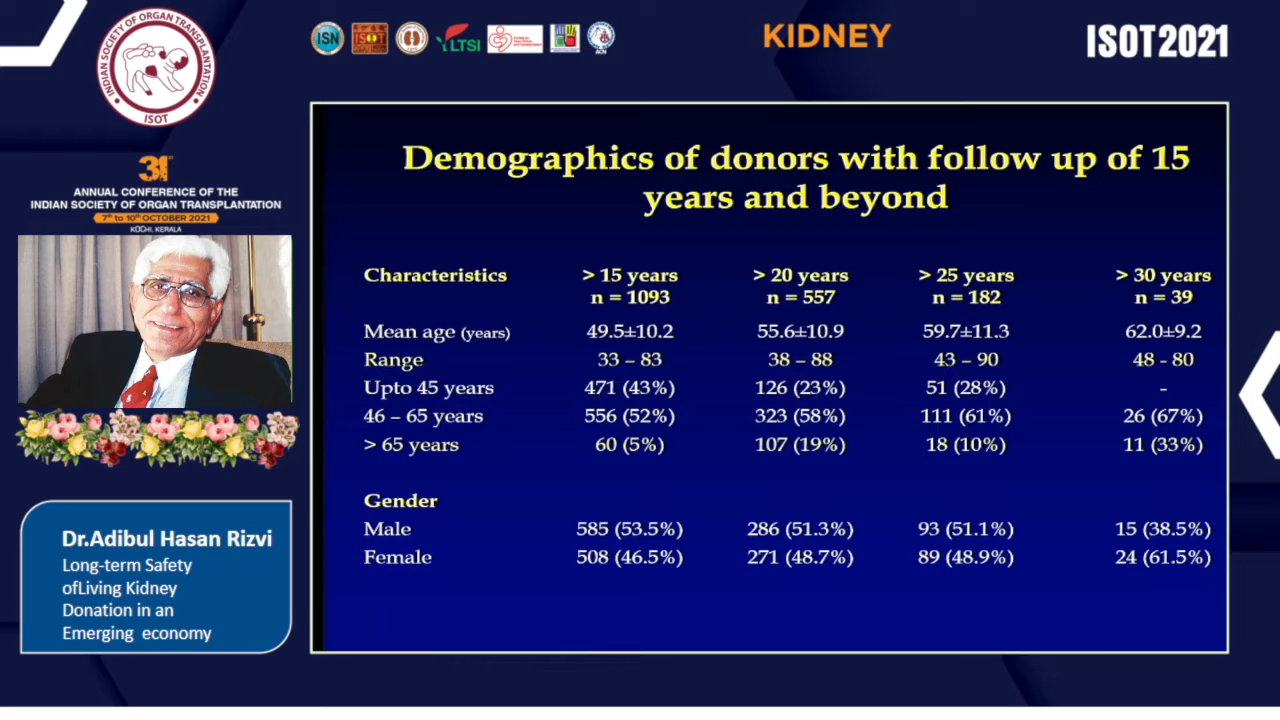 INDIAN SOCIETY OF ORGAN TRANSPLANTATION
ISOT
ISN
ISOT
LTSI
ACN
KIDNEY
ISOT2021
31st
ANNUAL CONFERENCE OF THE
INDIAN SOCIETY OF ORGAN TRANSPLANTATION
7th to 10th OCTOBER 2021
KOCHI, KERALA
Dr.Adibul Hasan Rizvi
Long-term Safety
ofLiving Kidney
Donation in an
Emerging economy
Demographics of donors with follow up of 15
years and beyond
Characteristics > 15 years > 20 years > 25 years > 30 years
n = 1093 n = 557 n = 182 n = 39
Mean age (years) 49.5±10.2 55.6±10.9 59.7±11.3 62.0±9.2
Range 33 – 83 38 – 88 43 – 90 48 - 80
Upto 45 years 471 (43%) 126 (23%) 51 (28%) -
46 – 65 years 556 (52%) 323 (58%) 111 (61%) 26 (67%)
> 65 years 60 (5%) 107 (19%) 18 (10%) 11 (33%)
Gender
Male 585 (53.5%) 286 (51.3%) 93 (51.1%) 15 (38.5%)
Female 508 (46.5%) 271 (48.7%) 89 (48.9%) 24 (61.5%)